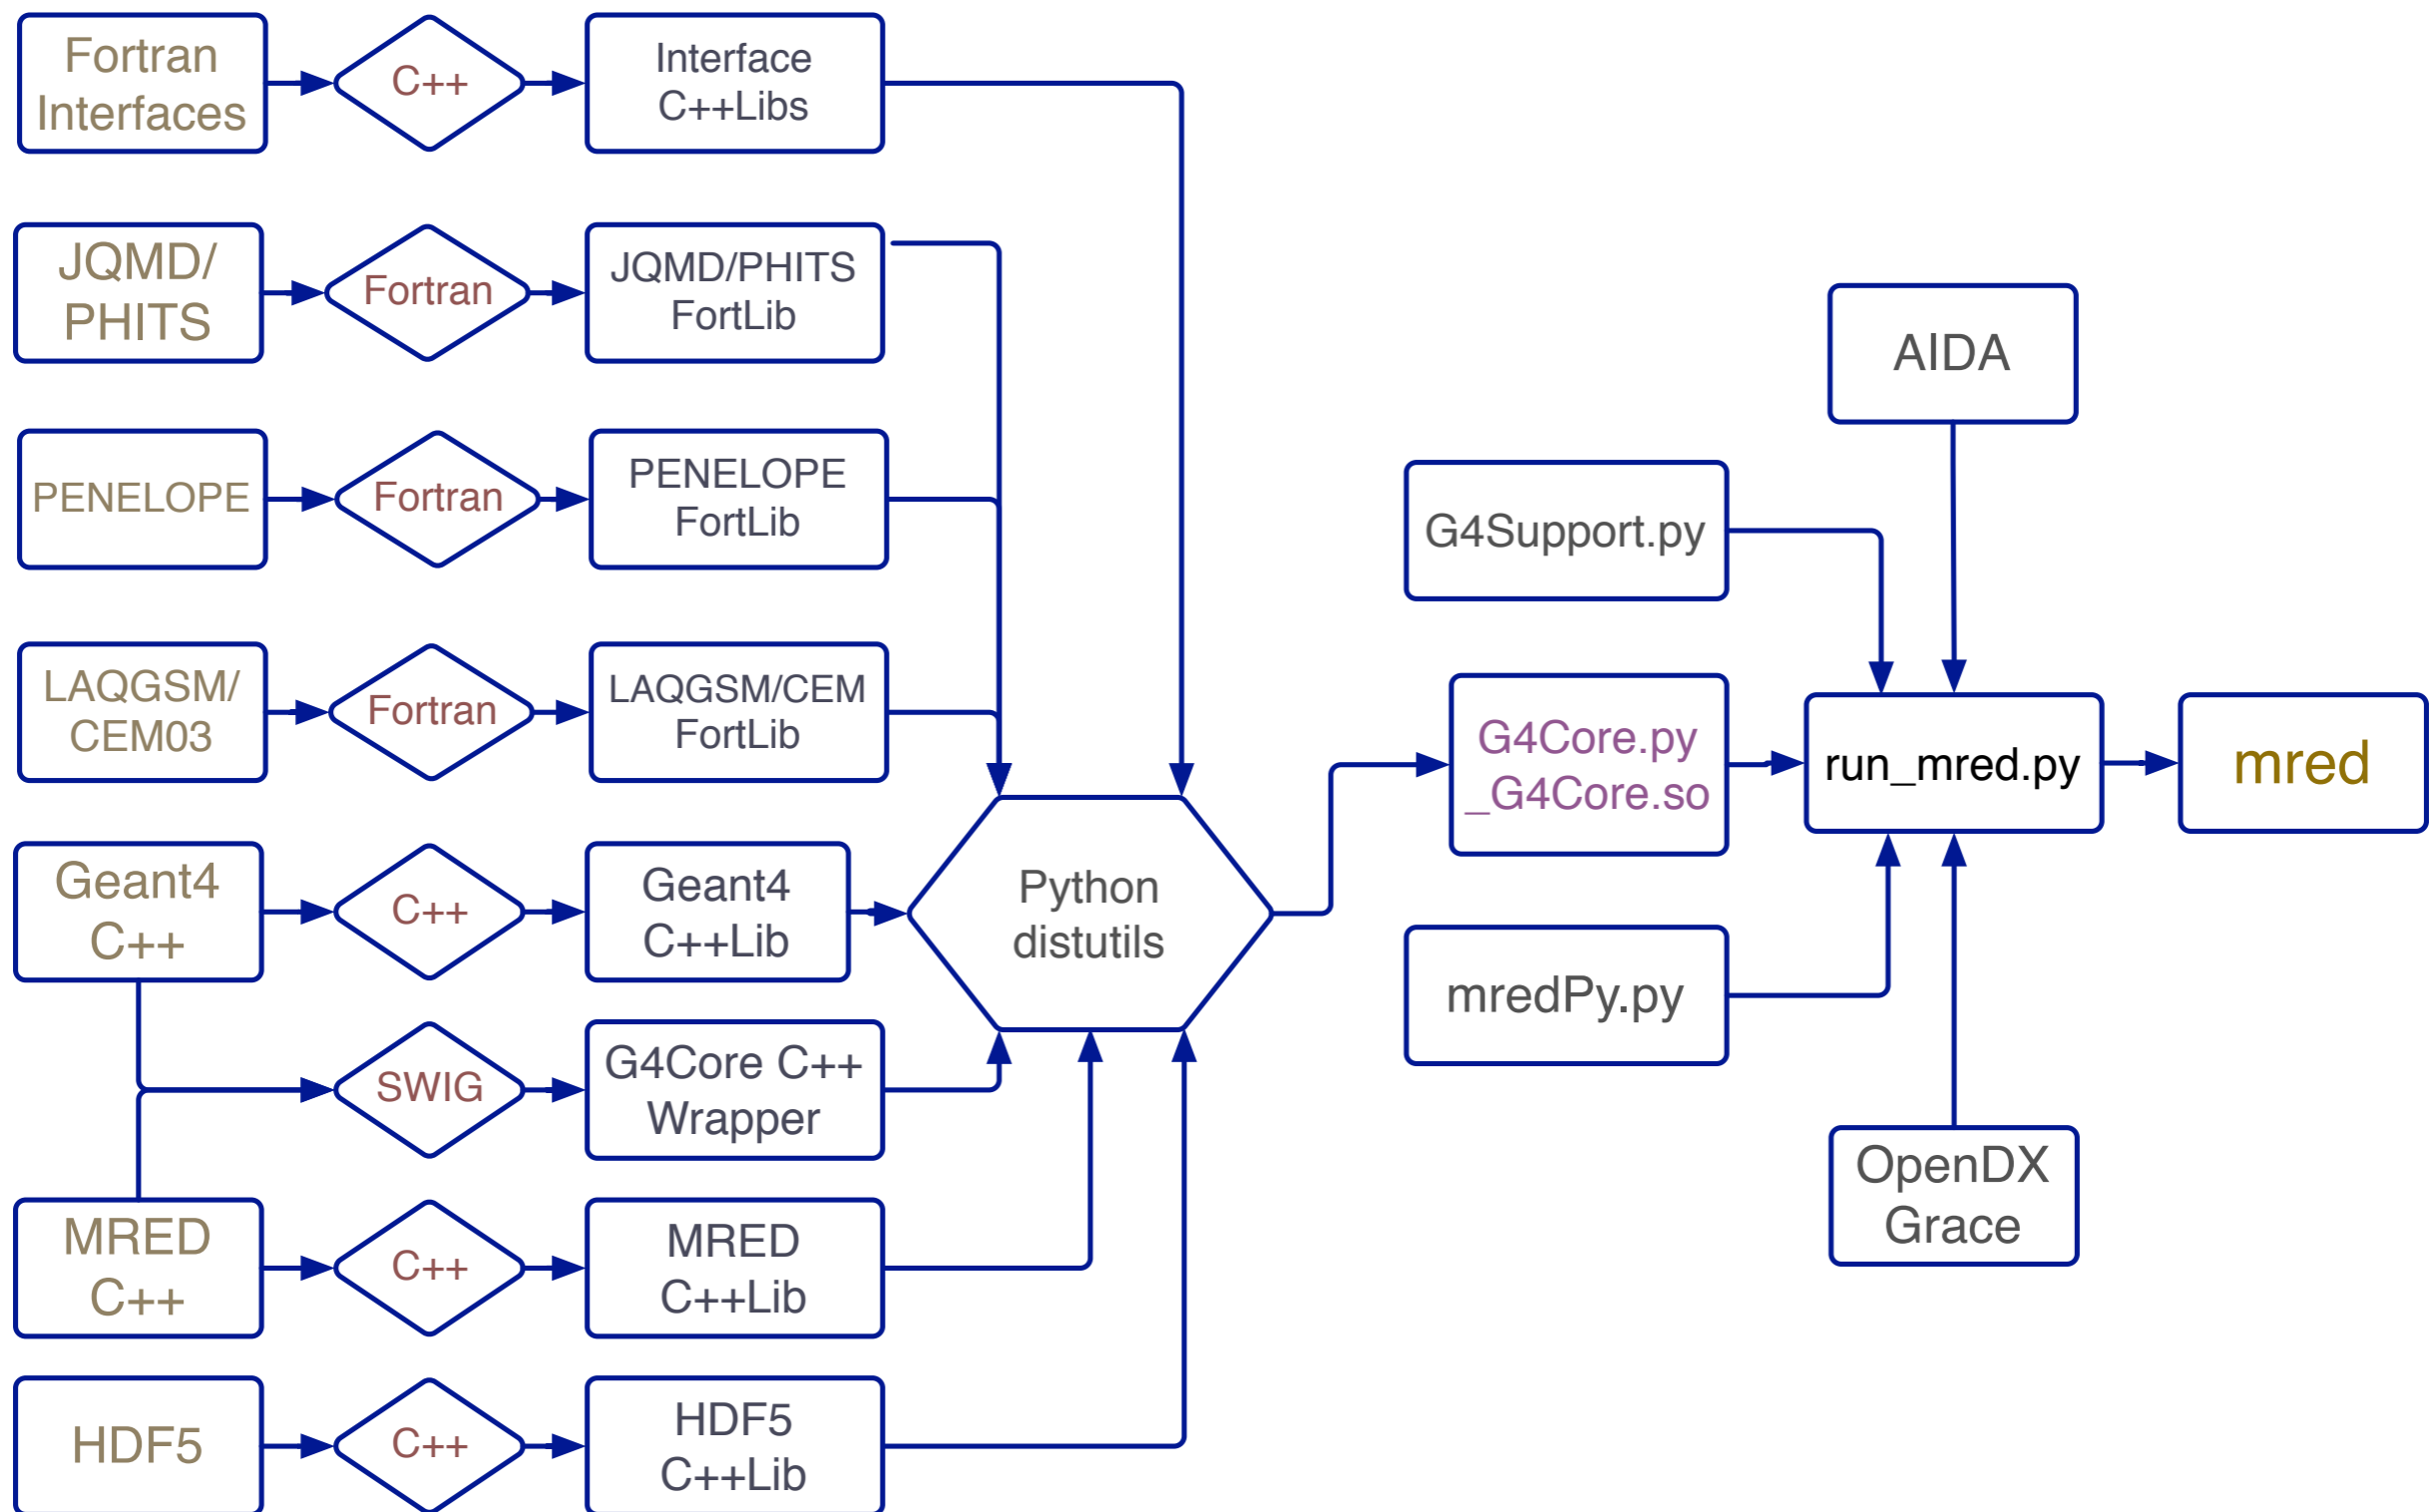 Fortran
Interfaces
C++
Interface
C++Libs
JQMD/
PHITS
Fortran
JQMD/PHITS
FortLib
PENELOPE
Fortran
PENELOPE
FortLib
LAQGSM/
CEM03
Fortran
LAQGSM/CEM
FortLib
Geant4
C++
C++
Geant4
C++Lib
SWIG
G4Core C++
Wrapper
MRED
C++
C++
MRED
C++Lib
HDF5
C++
HDF5
C++Lib
Python
distutils
AIDA
G4Support.py
G4Core.py
_G4Core.so
run_mred.py
mred
mredPy.py
OpenDX
Grace